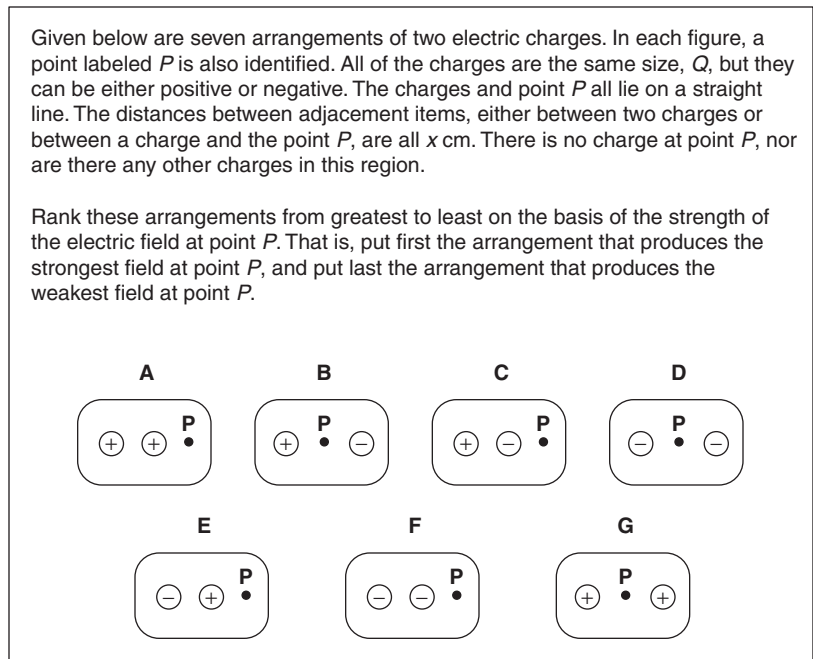 Given below are seven arrangements of two electric charges. In each figure, a
point labeled P is also identified. All of the charges are the same size, Q, but they
can be either positive or negative. The charges and point P all lie on a straight
line. The distances between adjacement items, either between two charges or
between a charge and the point P, are all x cm. There is no charge at point P, nor
are there any other charges in this region.
Rank these arrangements from greatest to least on the basis of the strength of
the electric field at point P. That is, put first the arrangement that produces the
strongest field at point P, and put last the arrangement that produces the
weakest field at point P.
A B C D
P P P P
+ + + − + − − −
E F G
P P P
− + − − + +